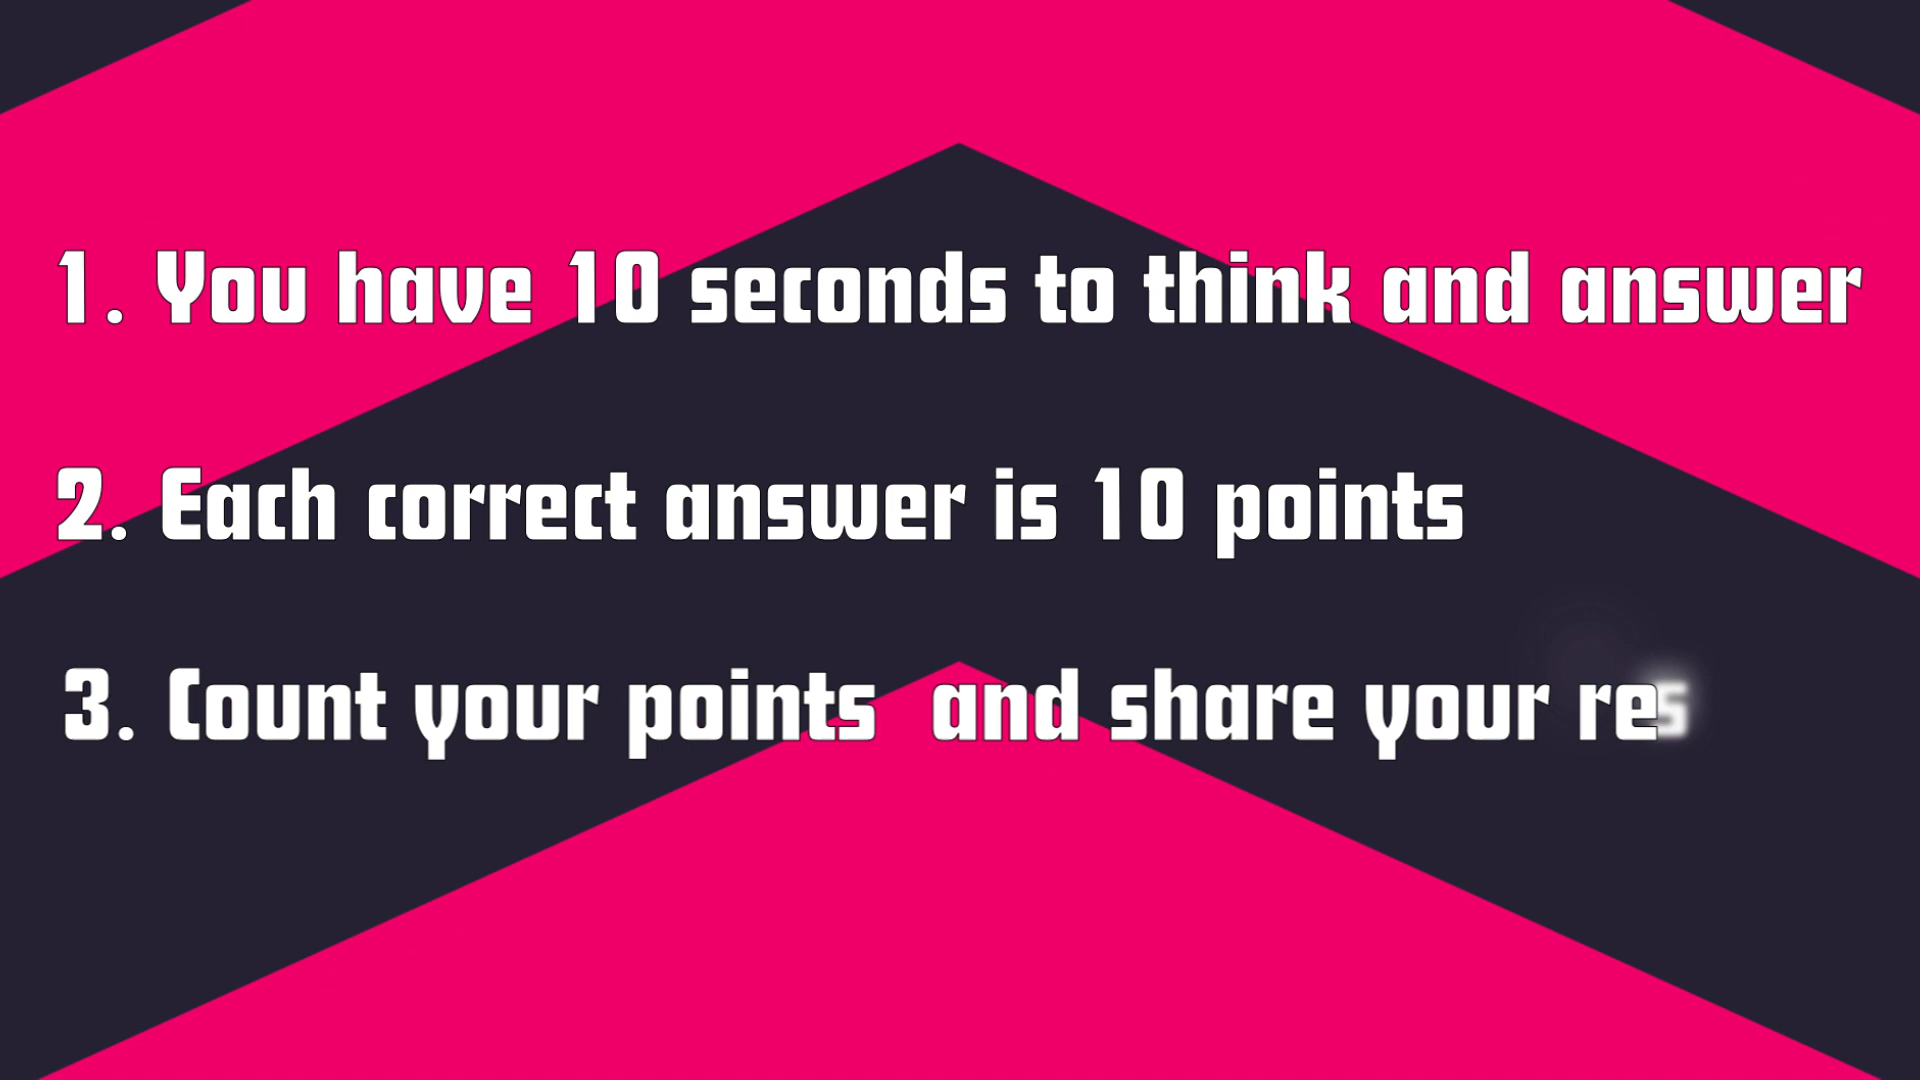 1. You have 10 seconds to think and answer
2. Each correct answer is 10 points
3. Count your points and share your res